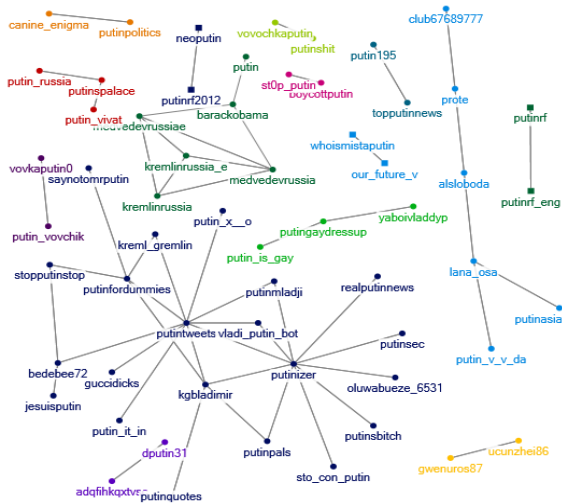 club67689777
canine_enigma
putinpolitics
neoputin
vovochkaputin
putinshit
putin
putin195
putin_russia
putinspalace
st0p_putin
boycottputin
prote
putinrf2012
putin_vivat
barackobama
topputinnews
putinrf
medvedevrussiae
whoismistaputin
vovkaputin0
saynotomrputin
kremlinrussia_e
medvedevrussia
our_future_v
alsloboda
putinrf_eng
kremlinrussia
putin_x__o
yaboivladdyp
putin_vovchik
kreml_gremlin
putingaydressup
putin_is_gay
stopputinstop
putinfordummies
putinmladji
realputinnews
lana_osa
putintweets
vladi_putin_bot
putinasia
putinsec
putin_v_v_da
bedebee72
guccidicks
kgbladimir
putinizer
oluwabueze_6531
jesuisputin
putin_it_in
putinsbitch
dputin31
putinpals
ucunzhei86
gwenuros87
sto_con_putin
putinquotes